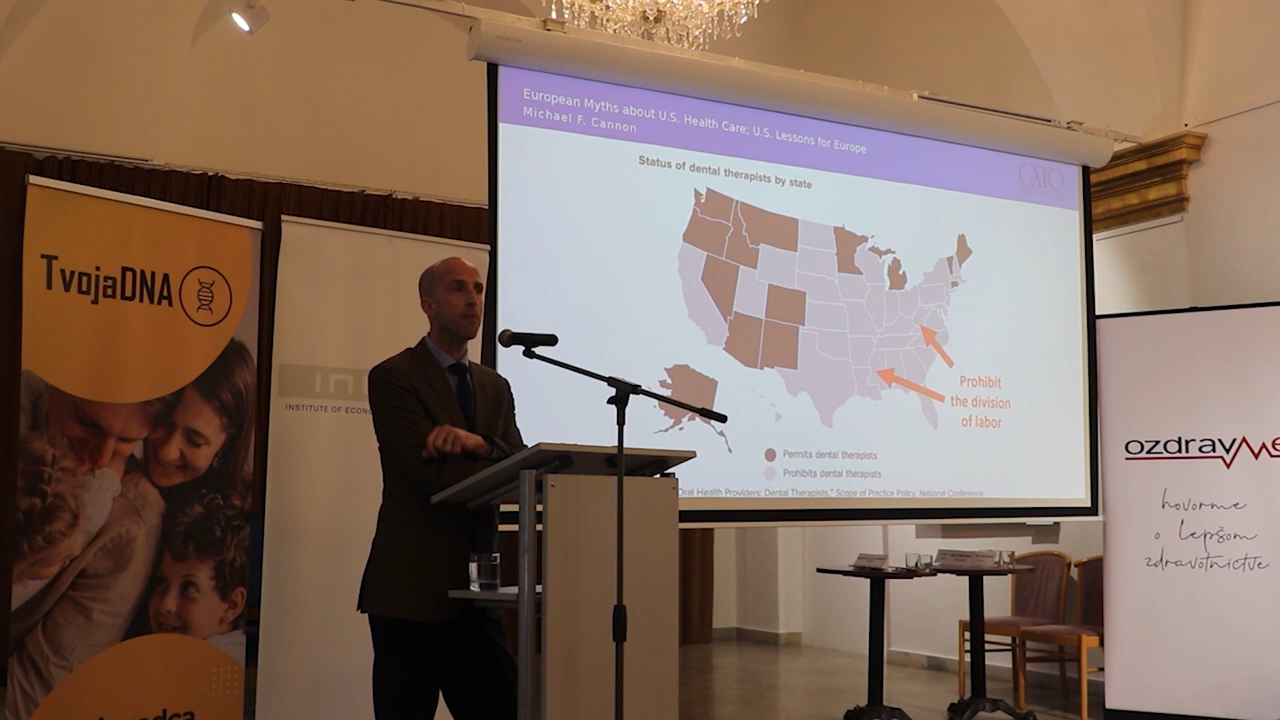 European Myths about U.S. Health Care; U.S. Lessons for Europe
Michael F. Cannon
CATO
Status of dental therapists by state
Prohibit
the division
of labor
Permits dental therapists
Prohibits dental therapists
Oral Health Providers: Dental Therapists," Scope of Practice Policy, National Conference
TvojaDNA
INSTITUTE OF ECONO
ozdravme
hovorme
o lepšom
zdravotníctve